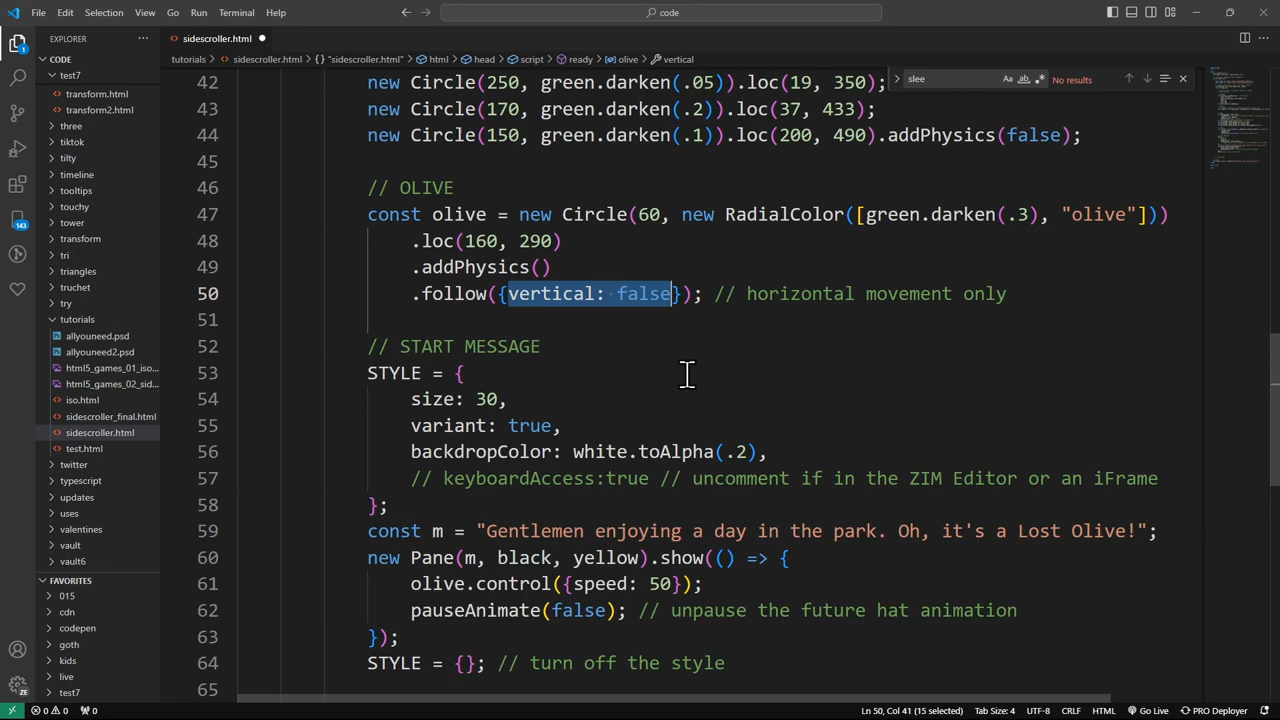 File Edit Selection View Go Run Terminal Help
code
EXPLORER
CODE
test7
transform.html
transform2.html
three
tiktok
tilty
timeline
tooltips
touchy
tower
transform
tri
triangles
truchet
try
tutorials
allyouneed.psd
allyouneed2.psd
html5_games_01_iso...
html5_games_02_sid...
iso.html
sidescroller_final.html
sidescroller.html
test.html
twitter
typescript
updates
uses
valentines
vault
vault6
FAVORITES
015
cdn
codepen
goth
kids
live
test7
1
143
ZE
sidescroller.html
tutorials > sidescroller.html > {} "sidescroller.html" > html > head > script > ready > olive > vertical
slee
Aa ab .*
No results
42 new Circle(250, green.darken(.05)).loc(19, 350);
43 new Circle(170, green.darken(.2)).loc(37, 433);
44 new Circle(150, green.darken(.1)).loc(200, 490).addPhysics(false);
45
46 // OLIVE
47 const olive = new Circle(60, new RadialColor([green.darken(.3), "olive"]))
48 .loc(160, 290)
49 .addPhysics()
50 .follow({vertical: false}); // horizontal movement only
51
52 // START MESSAGE
53 STYLE = {
54 size: 30,
55 variant: true,
56 backdropColor: white.toAlpha(.2),
57 // keyboardAccess:true // uncomment if in the ZIM Editor or an iFrame
58 };
59 const m = "Gentlemen enjoying a day in the park. Oh, it's a Lost Olive!";
60 new Pane(m, black, yellow).show(() => {
61 olive.control({speed: 50});
62 pauseAnimate(false); // unpause the future hat animation
63 });
64 STYLE = {}; // turn off the style
65
0 0 0 Ln 50, Col 41 (15 selected) Tab Size: 4 UTF-8 CRLF HTML Go Live PRO Deployer